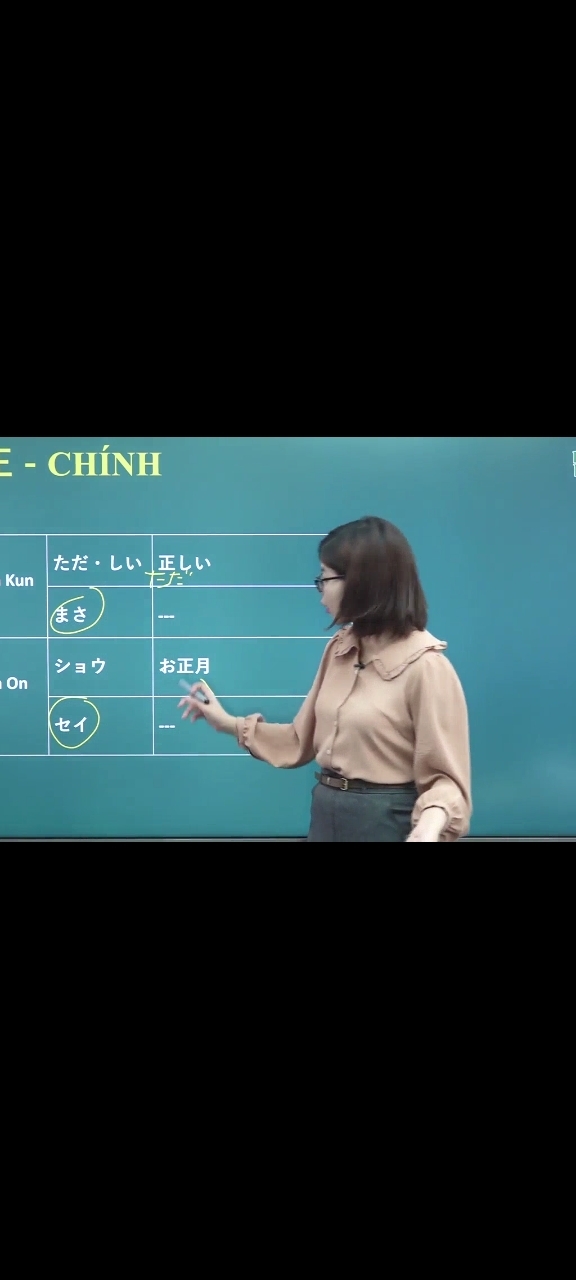 - CHÍNH
Kun
ただ・しい
正しい
ただ
まさ
---
On
ショウ
お正月
セイ
---